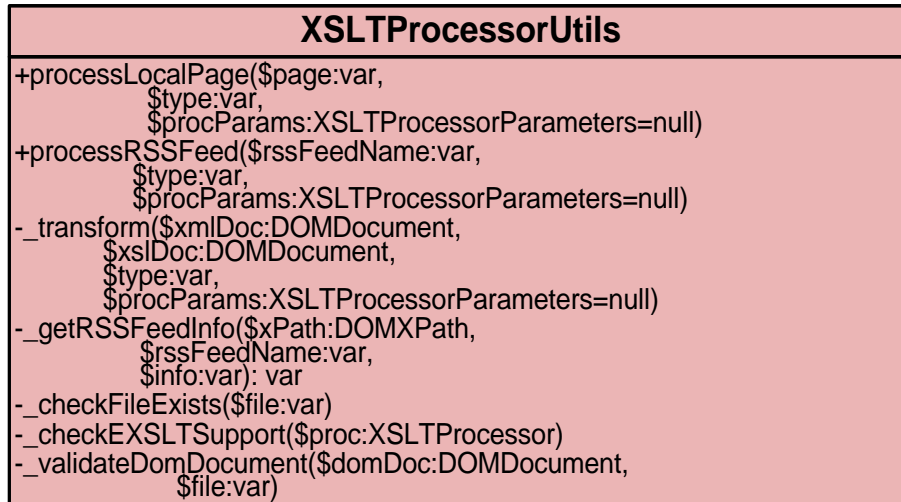 XSLTProcessorUtils
+processLocalPage($page:var,
$type:var,
$procParams:XSLTProcessorParameters=null)
+processRSSFeed($rssFeedName:var,
$type:var,
$procParams:XSLTProcessorParameters=null)
-_transform($xmlDoc:DOMDocument,
$xslDoc:DOMDocument,
$type:var,
$procParams:XSLTProcessorParameters=null)
-_getRSSFeedInfo($xPath:DOMXPath,
$rssFeedName:var,
$info:var): var
-_checkFileExists($file:var)
-_checkEXSLTSupport($proc:XSLTProcessor)
-_validateDomDocument($domDoc:DOMDocument,
$file:var)